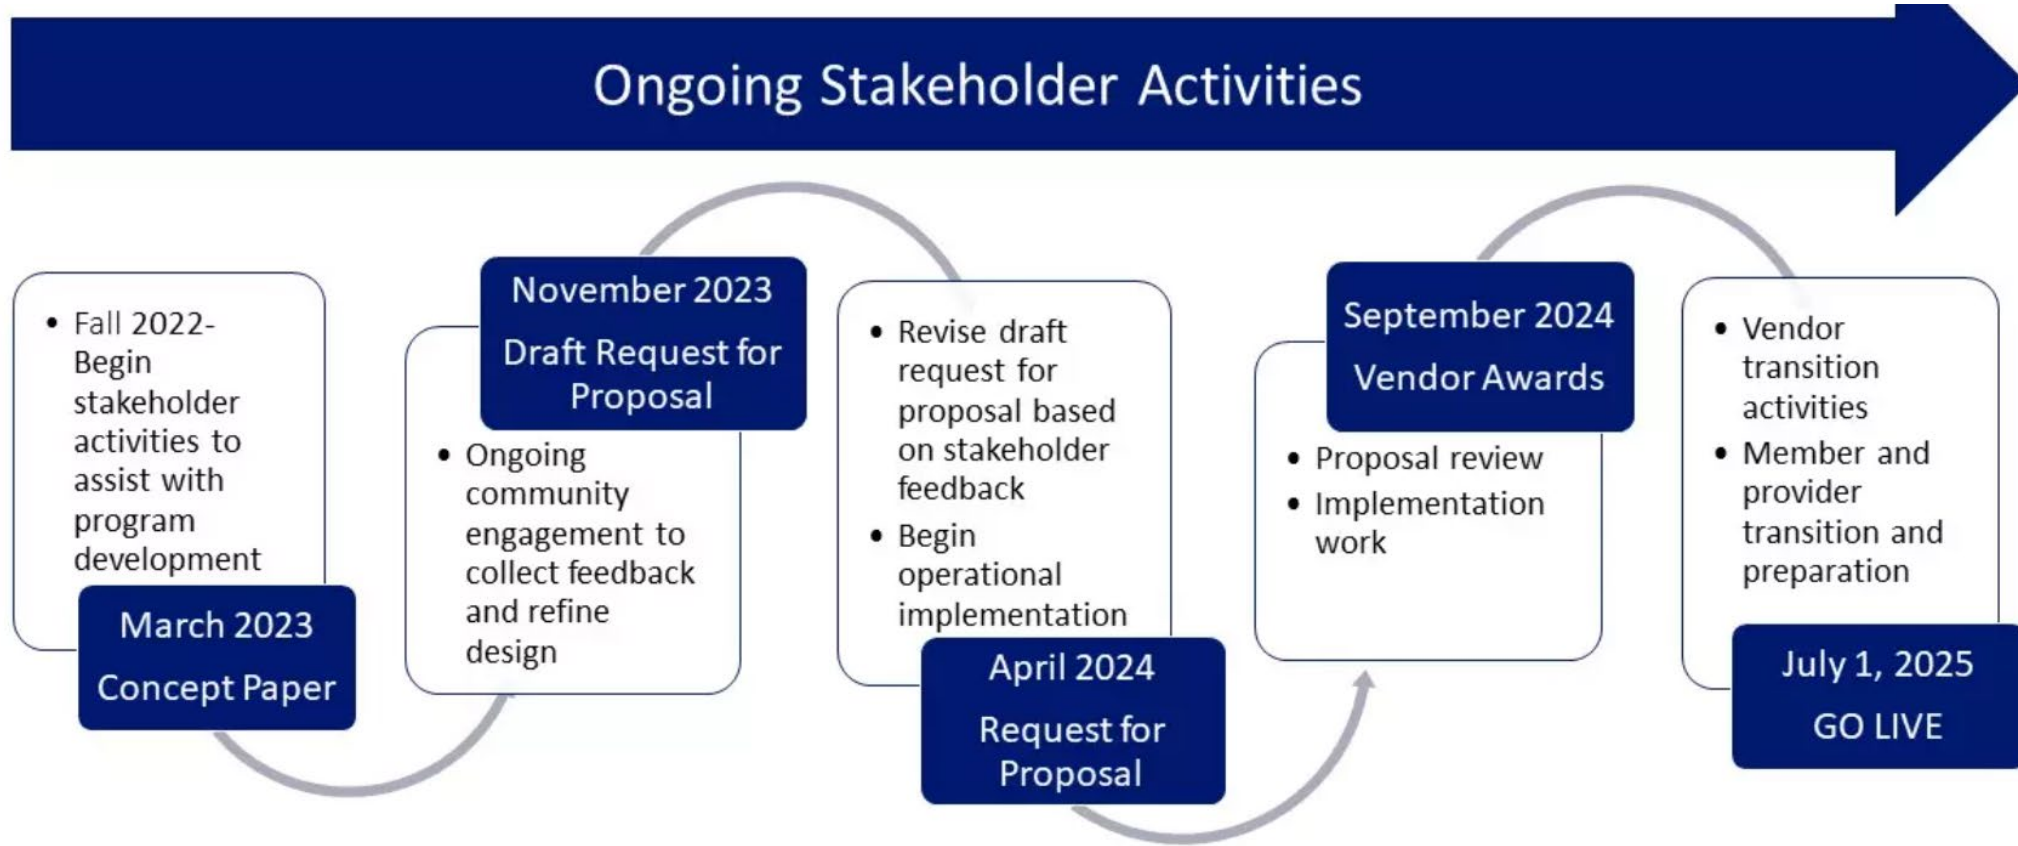 Ongoing Stakeholder Activities
• Fall 2022-
Begin
stakeholder
activities to
assist with
program
development
March 2023
Concept Paper
November 2023
Draft Request for
Proposal
• Ongoing
community
engagement to
collect feedback
and refine
design
• Revise draft
request for
proposal based
on stakeholder
feedback
• Begin
operational
implementation
April 2024
Request for
Proposal
September 2024
Vendor Awards
• Proposal review
• Implementation
work
• Vendor
transition
activities
• Member and
provider
transition and
preparation
July 1, 2025
GO LIVE